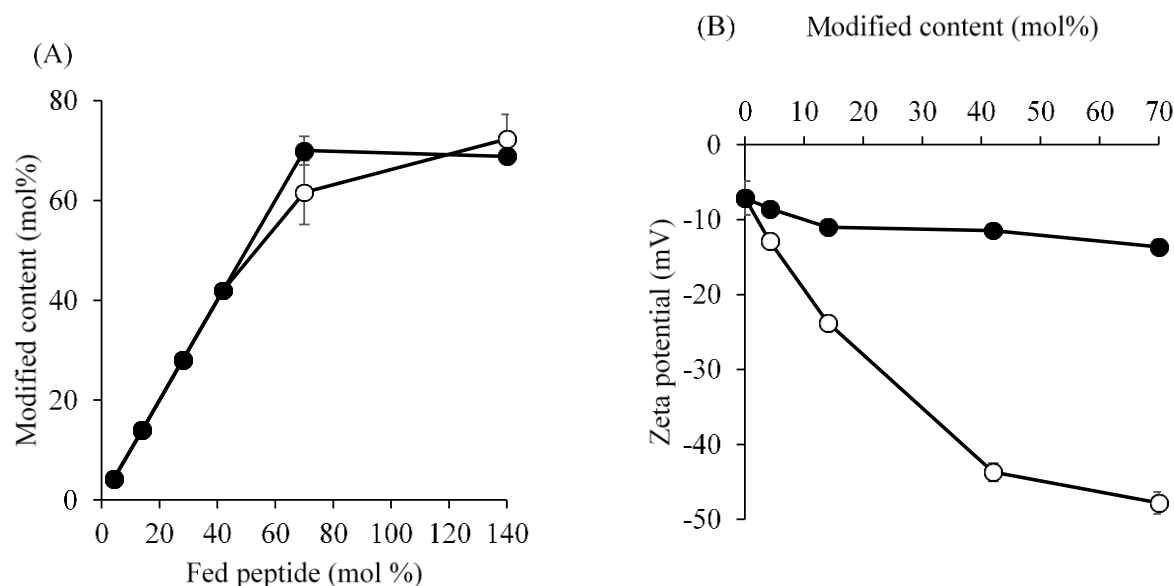 (A)
Modified content (mol%)
80
60
40
20
0
0 20 40 60 80 100 120 140
Fed peptide (mol %)
(B)
Modified content (mol%)
0 10 20 30 40 50 60 70
Zeta potential (mV)
0
-10
-20
-30
-40
-50